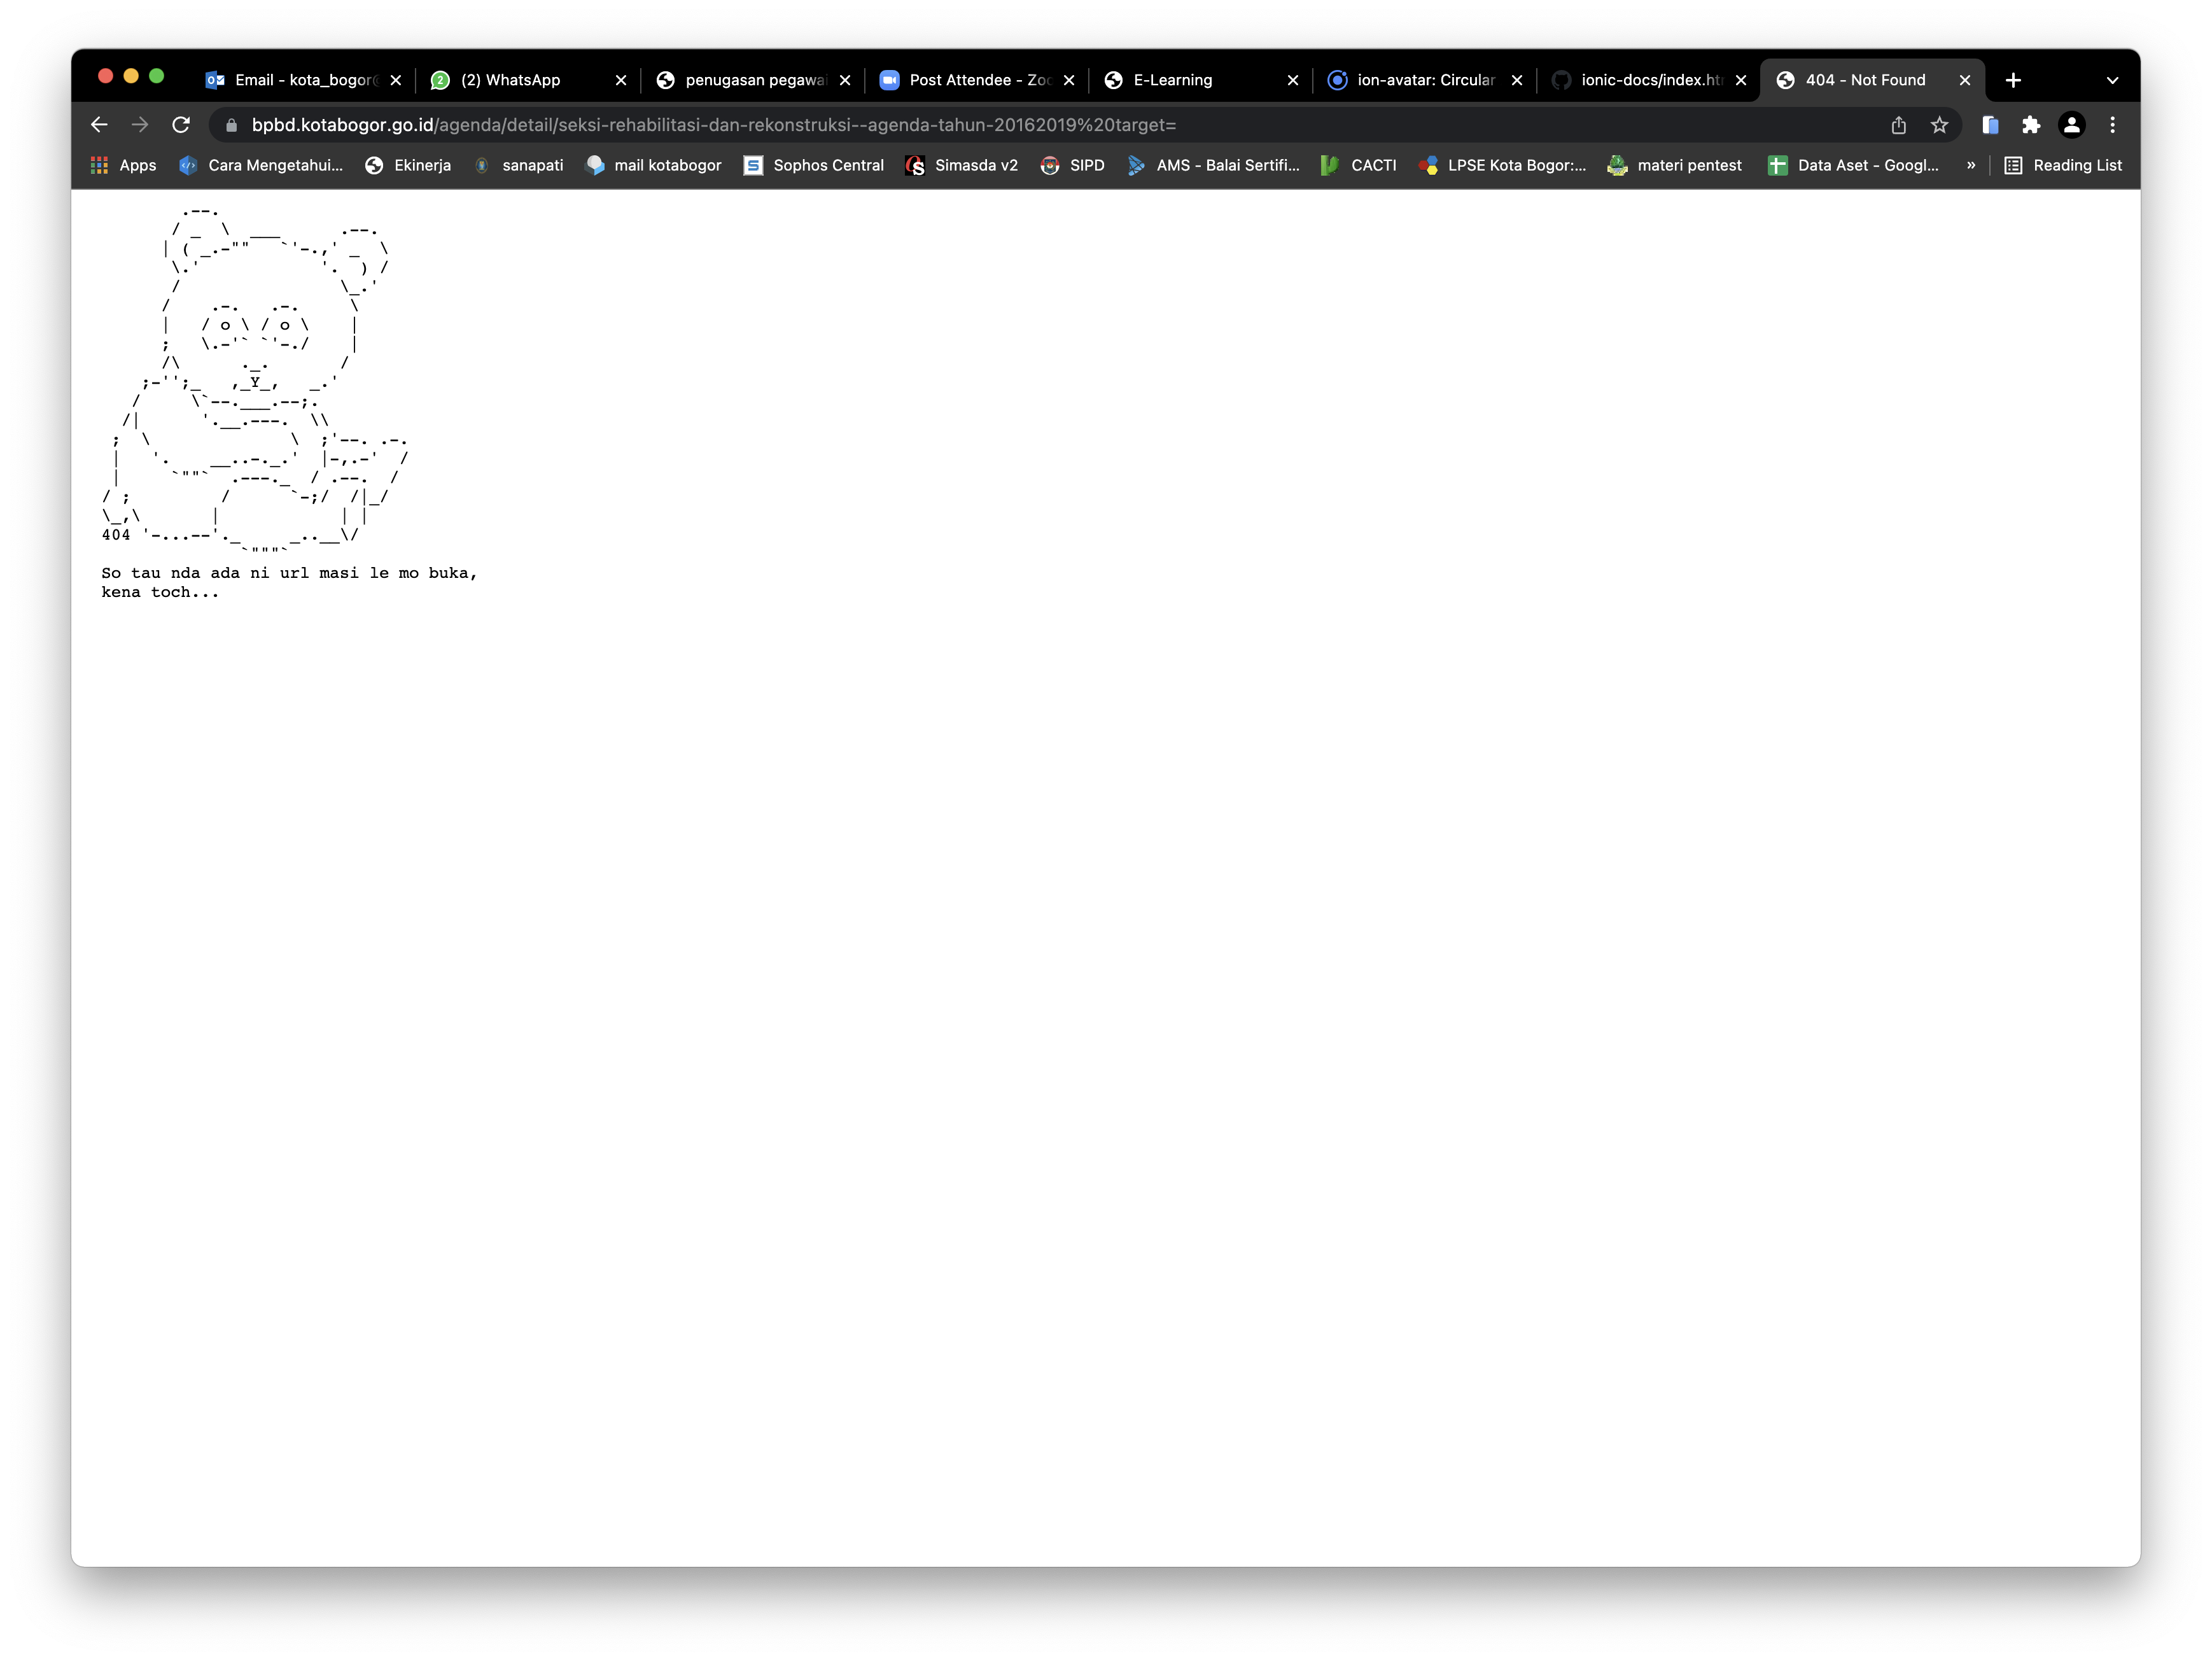 Email - kota_bogor
(2) WhatsApp
penugasan pegawai
Post Attendee - Zoo
E-Learning
ion-avatar: Circular
ionic-docs/index.ht
404 - Not Found
bpbd.kotabogor.go.id/agenda/detail/seksi-rehabilitasi-dan-rekonstruksi--agenda-tahun-20162019%20target=
Apps
Cara Mengetahui...
Ekinerja
sanapati
mail kotabogor
Sophos Central
Simasda v2
SIPD
AMS - Balai Sertifi...
CACTI
LPSE Kota Bogor:...
materi pentest
Data Aset - Googl...
»
Reading List
404
So tau nda ada ni url masi le mo buka,
kena toch...